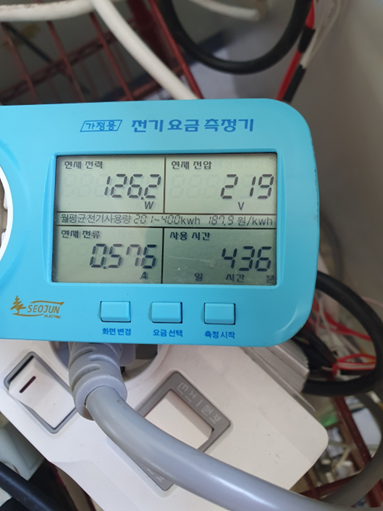 가정용 전기요금 측정기
현재 전력 현재 전압
126.2 W 219 V
월평균 전기사용량 201~400kwh 187.9 원/kwh
현재 전류 사용 시간
0.576 A 4:36 일 시간 분
SEOJUN
화면 변경 요금 선택 측정 시작